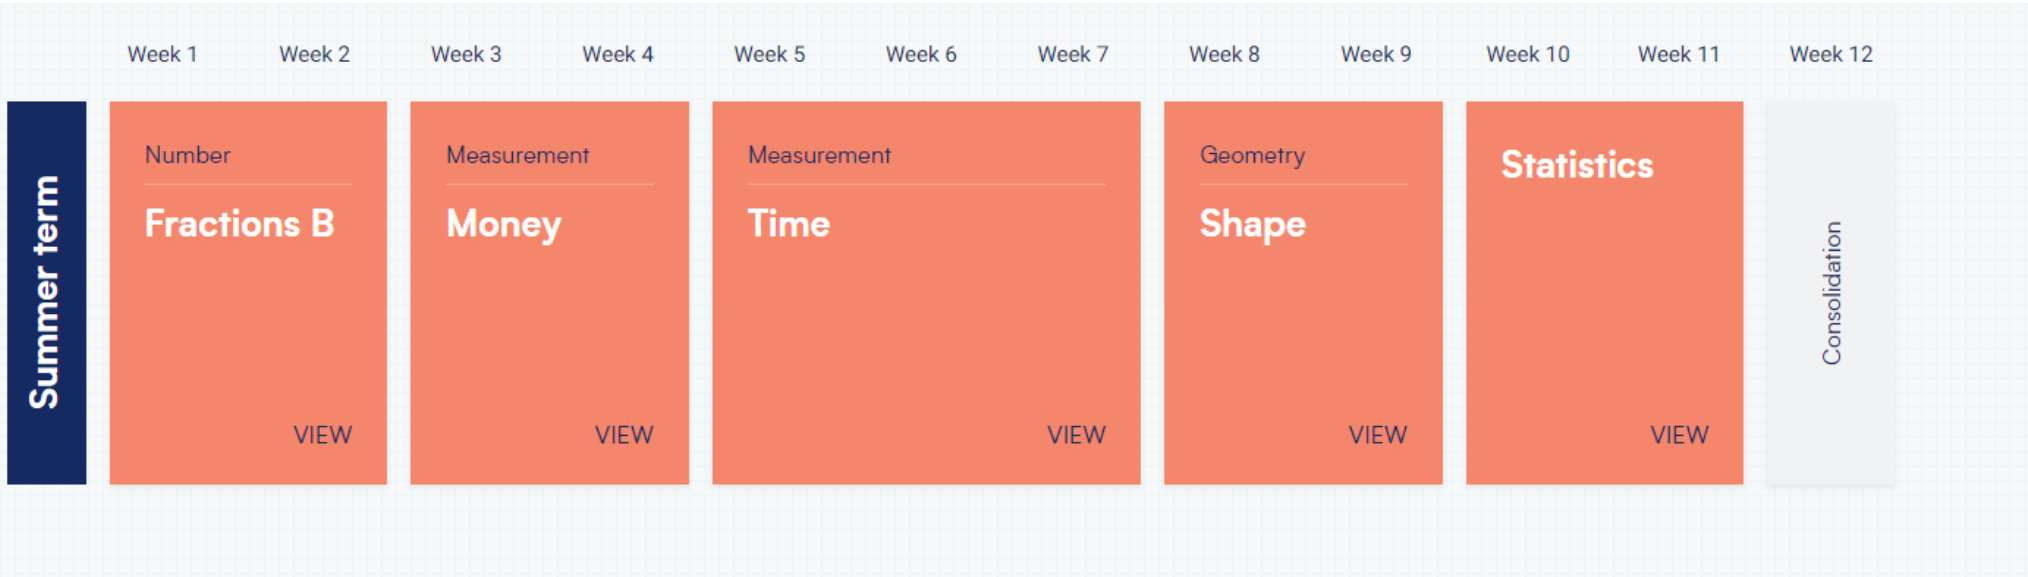 Week 1 Week 2 Week 3 Week 4 Week 5 Week 6 Week 7 Week 8 Week 9 Week 10 Week 11 Week 12
Summer term
Number
Fractions B
VIEW
Measurement
Money
VIEW
Measurement
Time
VIEW
Geometry
Shape
VIEW
Statistics
VIEW
Consolidation